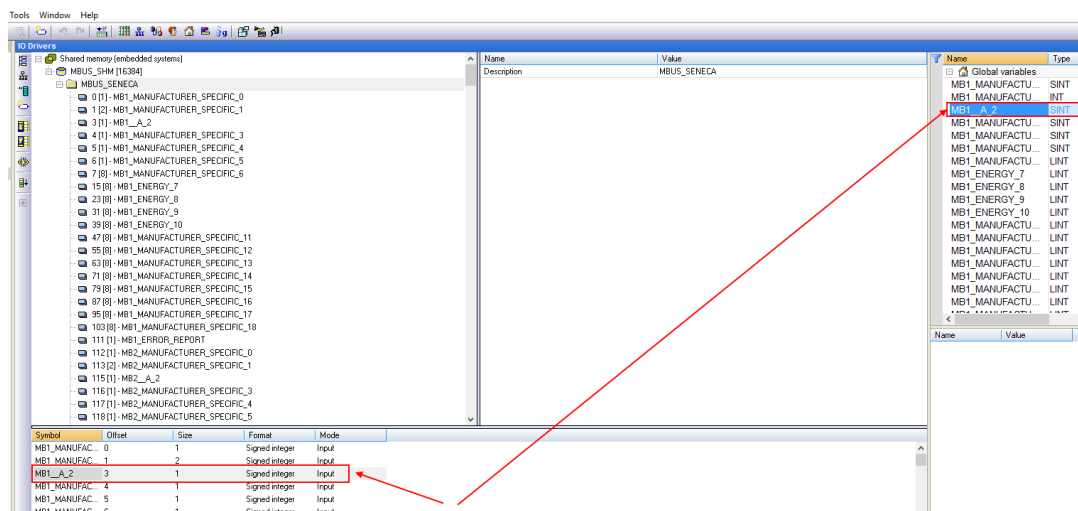 Tools Window Help
IO Drivers
Shared memory (embedded systems)
MBUS_SHM [16384]
MBUS_SENECA
0 [1] - MB1_MANUFACTURER_SPECIFIC_0
1 [2] - MB1_MANUFACTURER_SPECIFIC_1
3 [1] - MB1__A_2
4 [1] - MB1_MANUFACTURER_SPECIFIC_3
5 [1] - MB1_MANUFACTURER_SPECIFIC_4
6 [1] - MB1_MANUFACTURER_SPECIFIC_5
7 [8] - MB1_MANUFACTURER_SPECIFIC_6
15 [8] - MB1_ENERGY_7
23 [8] - MB1_ENERGY_8
31 [8] - MB1_ENERGY_9
39 [8] - MB1_ENERGY_10
47 [8] - MB1_MANUFACTURER_SPECIFIC_11
55 [8] - MB1_MANUFACTURER_SPECIFIC_12
63 [8] - MB1_MANUFACTURER_SPECIFIC_13
71 [8] - MB1_MANUFACTURER_SPECIFIC_14
79 [8] - MB1_MANUFACTURER_SPECIFIC_15
87 [8] - MB1_MANUFACTURER_SPECIFIC_16
95 [8] - MB1_MANUFACTURER_SPECIFIC_17
103 [8] - MB1_MANUFACTURER_SPECIFIC_18
111 [1] - MB1_ERROR_REPORT
112 [1] - MB2_MANUFACTURER_SPECIFIC_0
113 [2] - MB2_MANUFACTURER_SPECIFIC_1
115 [1] - MB2__A_2
116 [1] - MB2_MANUFACTURER_SPECIFIC_3
117 [1] - MB2_MANUFACTURER_SPECIFIC_4
118 [1] - MB2_MANUFACTURER_SPECIFIC_5
Name Value
Description MBUS_SENECA
Name Type
Global variables
MB1_MANUFACTU... SINT
MB1_MANUFACTU... INT
MB1__A_2 SINT
MB1_MANUFACTU... SINT
MB1_MANUFACTU... SINT
MB1_MANUFACTU... SINT
MB1_MANUFACTU... LINT
MB1_ENERGY_7 LINT
MB1_ENERGY_8 LINT
MB1_ENERGY_9 LINT
MB1_ENERGY_10 LINT
MB1_MANUFACTU... LINT
MB1_MANUFACTU... LINT
MB1_MANUFACTU... LINT
MB1_MANUFACTU... LINT
MB1_MANUFACTU... LINT
MB1_MANUFACTU... LINT
MB1_MANUFACTU... LINT
Name Value
Symbol Offset Size Format Mode
MB1_MANUFAC... 0 1 Signed integer Input
MB1_MANUFAC... 1 2 Signed integer Input
MB1__A_2 3 1 Signed integer Input
MB1_MANUFAC... 4 1 Signed integer Input
MB1_MANUFAC... 5 1 Signed integer Input
MB1_MANUFAC... 6 1 Signed integer Input